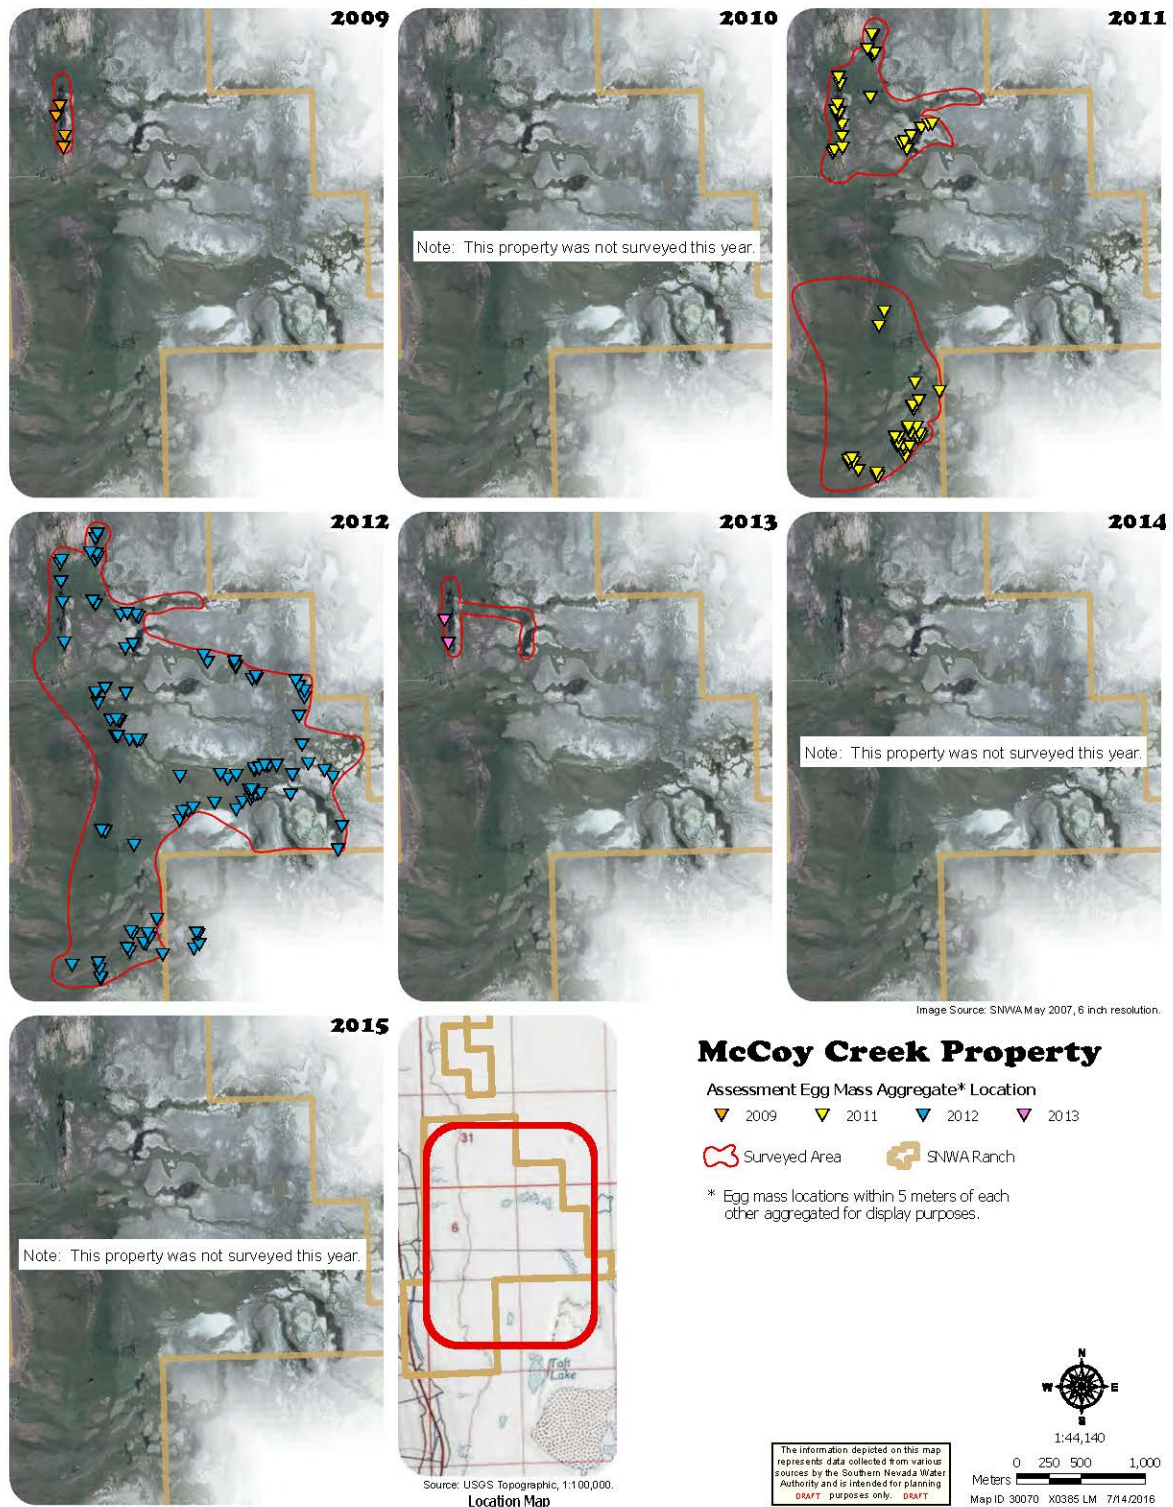 2009
2010
2011
Note: This property was not surveyed this year.
2012
2013
2014
Note: This property was not surveyed this year.
Image Source: SNWA May 2007, 6 inch resolution.
2015
Note: This property was not surveyed this year.
31
6
Toft
Lake
Source: USGS Topographic, 1:100,000.
Location Map
McCoy Creek Property
Assessment Egg Mass Aggregate* Location
2009 2011 2012 2013
Surveyed Area SNWA Ranch
* Egg mass locations within 5 meters of each
other aggregated for display purposes.
N
W E
S
1:44,140
0 250 500 1,000
Meters
The information depicted on this map
represents data collected from various
sources by the Southern Nevada Water
Authority and is intended for planning
DRAFT purposes only. DRAFT
Map ID 30070 X0385 LM 7/14/2016